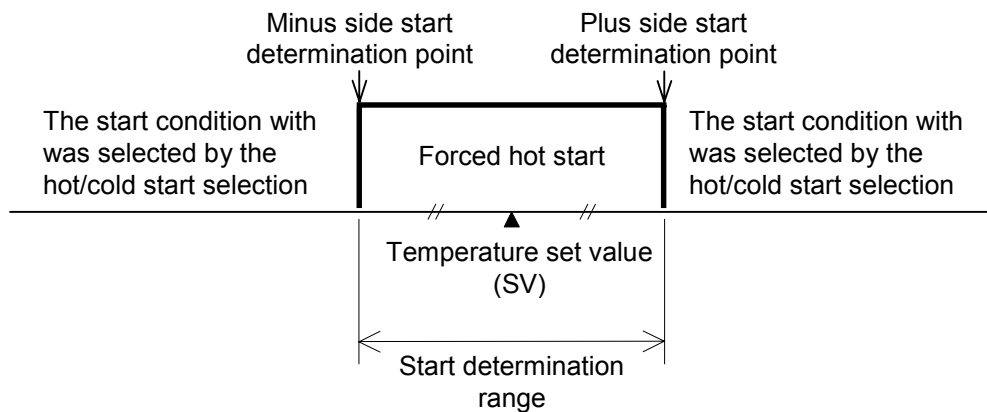 Minus side start
determination point
Plus side start
determination point
The start condition with
was selected by the
hot/cold start selection
Forced hot start
The start condition with
was selected by the
hot/cold start selection
Temperature set value
(SV)
Start determination
range